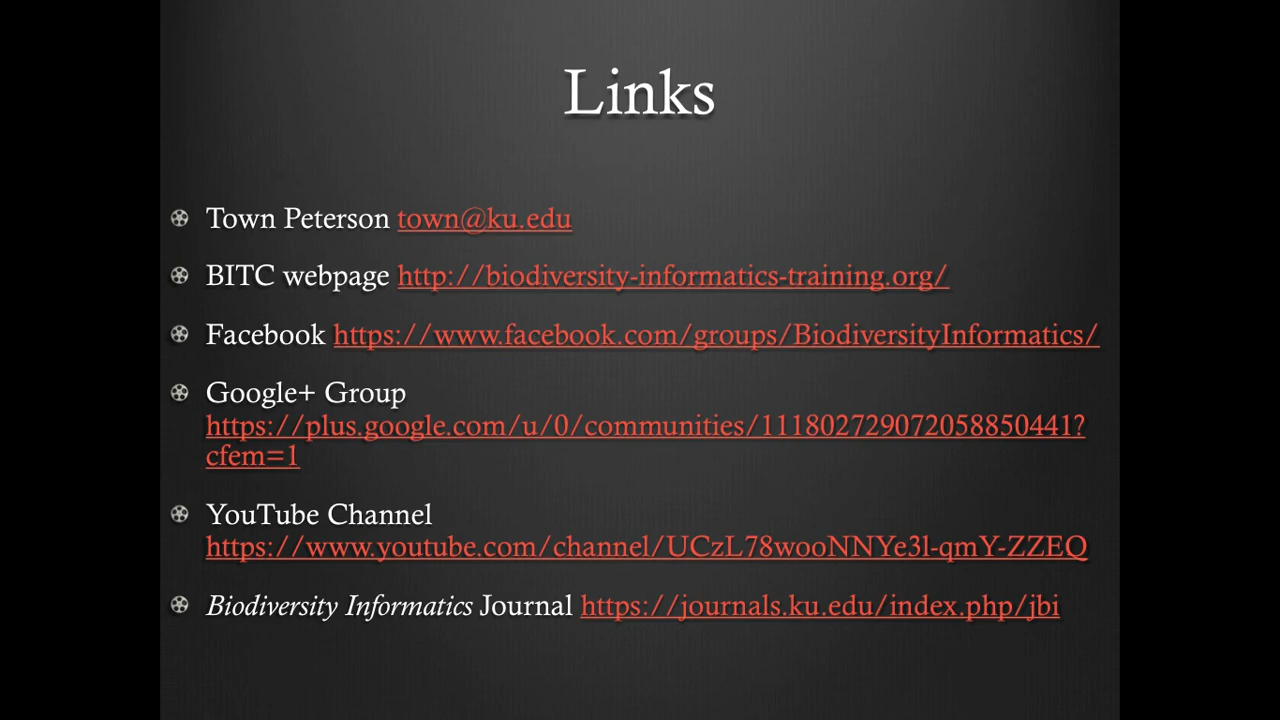 Links
Town Peterson town@ku.edu
BITC webpage http://biodiversity-informatics-training.org/
Facebook https://www.facebook.com/groups/BiodiversityInformatics/
Google+ Group
https://plus.google.com/u/0/communities/111802729072058850441?
cfem=1
YouTube Channel
https://www.youtube.com/channel/UCzL78wooNNYe3l-qmY-ZZEQ
Biodiversity Informatics Journal https://journals.ku.edu/index.php/jbi